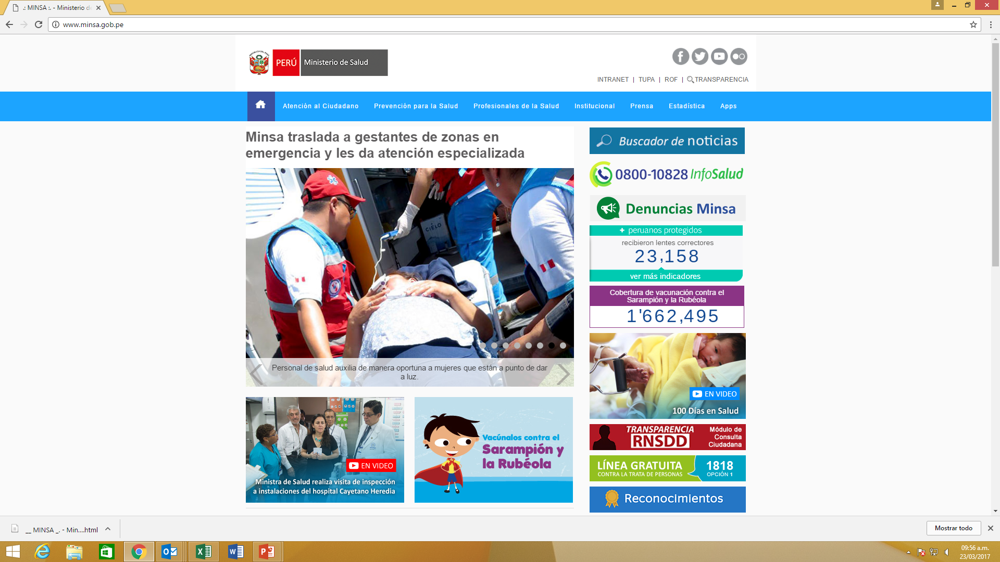 .: MINSA :. - Ministerio de
www.minsa.gob.pe
REPUBLICA DEL PERU
PERÚ
Ministerio de Salud
INTRANET | TUPA | ROF | TRANSPARENCIA
Atención al Ciudadano
Prevención para la Salud
Profesionales de la Salud
Institucional
Prensa
Estadística
Apps
Minsa traslada a gestantes de zonas en
emergencia y les da atención especializada
CIELO
Personal de salud auxilia de manera oportuna a mujeres que están a punto de dar
a luz.
EN VIDEO
Ministra de Salud realiza visita de inspección
a instalaciones del hospital Cayetano Heredia
Vacúnalos contra el
Sarampión y
la Rubéola
Buscador de noticias
0800-10828 InfoSalud
Denuncias Minsa
+ peruanos protegidos
recibieron lentes correctores
23,158
ver más indicadores
Cobertura de vacunación contra el
Sarampión y la Rubéola
1'662,495
EN VIDEO
100 Días en Salud
TRANSPARENCIA
RNSDD
Módulo de
Consulta
Ciudadana
LÍNEA GRATUITA
CONTRA LA TRATA DE PERSONAS
1818
OPCIÓN 1
Reconocimientos
__ MINSA _. - Min....html
Mostrar todo
09:56 a.m.
23/03/2017